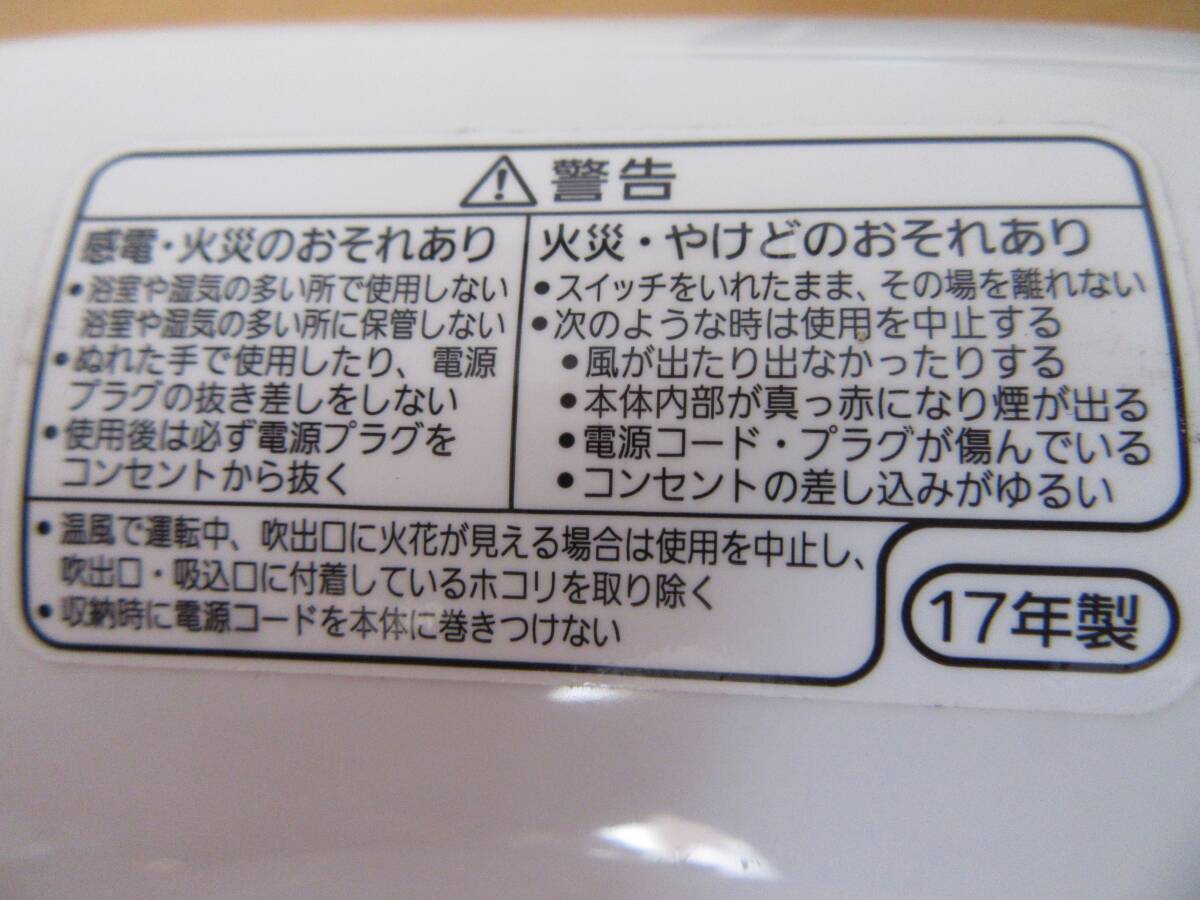 警告
感電・火災のおそれあり
•浴室や湿気の多い所で使用しない
浴室や湿気の多い所に保管しない
•ぬれた手で使用したり、電源
プラグの抜き差しをしない
•使用後は必ず電源プラグを
コンセントから抜く
火災・やけどのおそれあり
•スイッチをいれたまま、その場を離れない
•次のような時は使用を中止する
•風が出たり出なかったりする
•本体内部が真っ赤になり煙が出る
•電源コード・プラグが傷んでいる
•コンセントの差し込みがゆるい
•温風で運転中、吹出口に火花が見える場合は使用を中止し、
吹出口・吸込口に付着しているホコリを取り除く
•収納時に電源コードを本体に巻きつけない
17年製